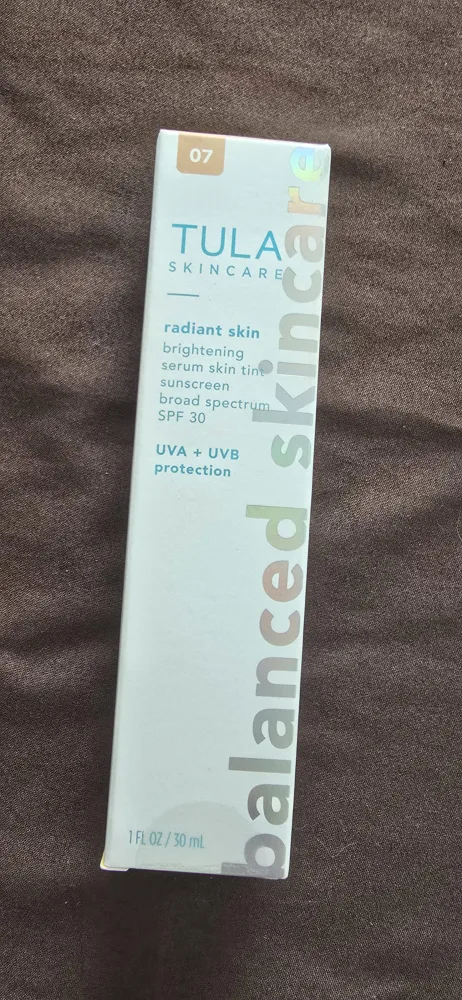 07
TULA
SKINCARE
radiant skin
brightening
serum skin tint
sunscreen
broad spectrum
SPF 30
UVA + UVB
protection
1 FL OZ / 30 mL
balanced skincare